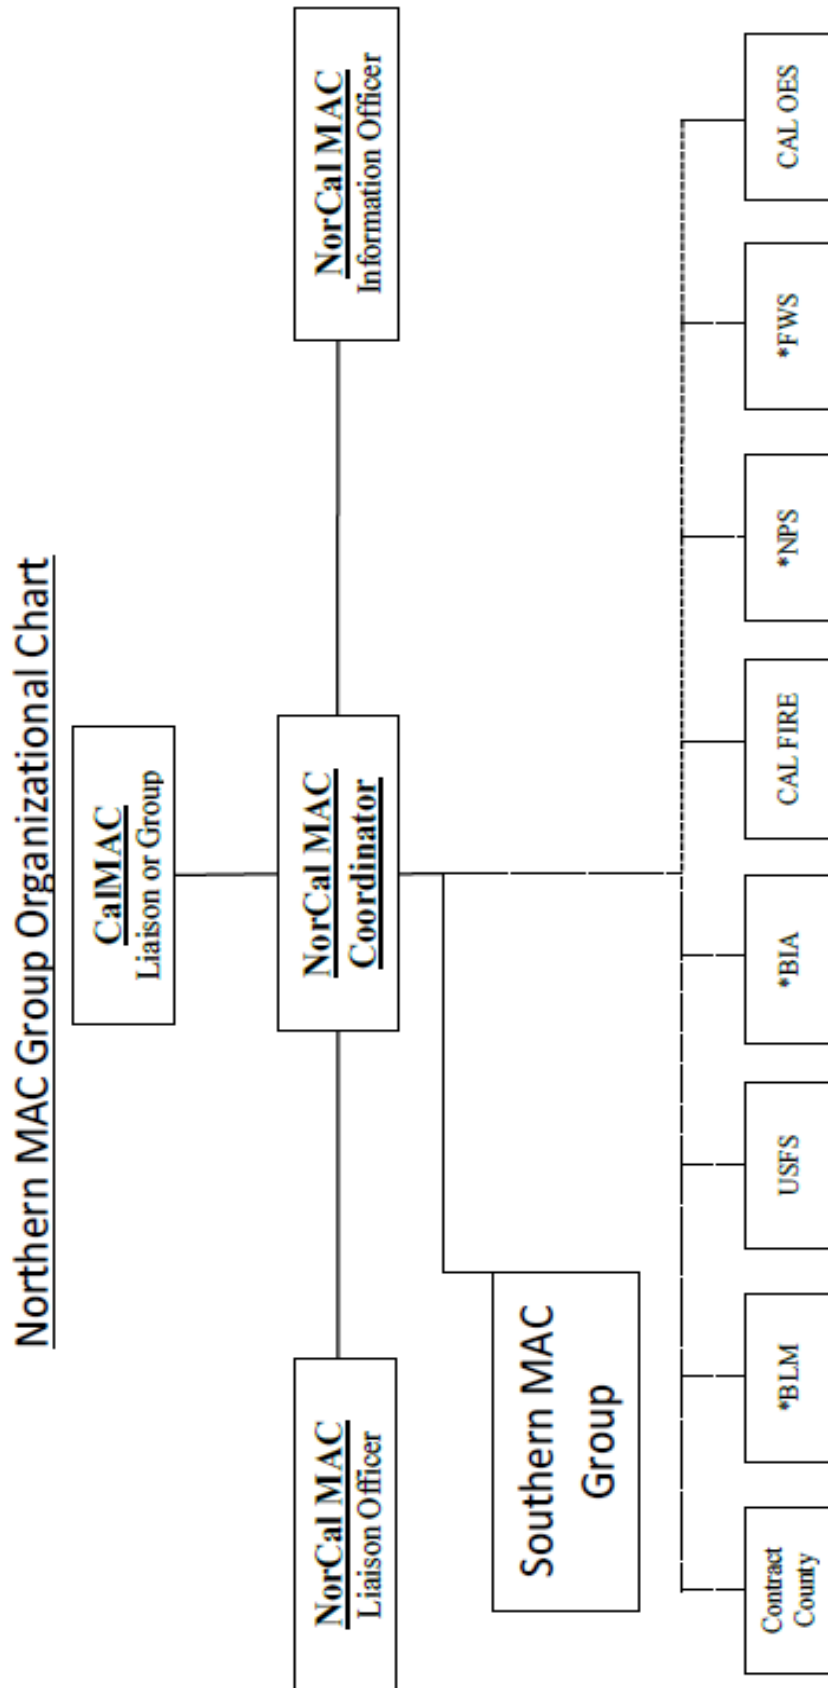 Northern MAC Group Organizational Chart
CalMAC
Liaison or Group
NorCal MAC
Liaison Officer
NorCal MAC
Coordinator
NorCal MAC
Information Officer
Southern MAC
Group
Contract
County
*BLM
USFS
*BIA
CAL FIRE
*NPS
*FWS
CAL OES